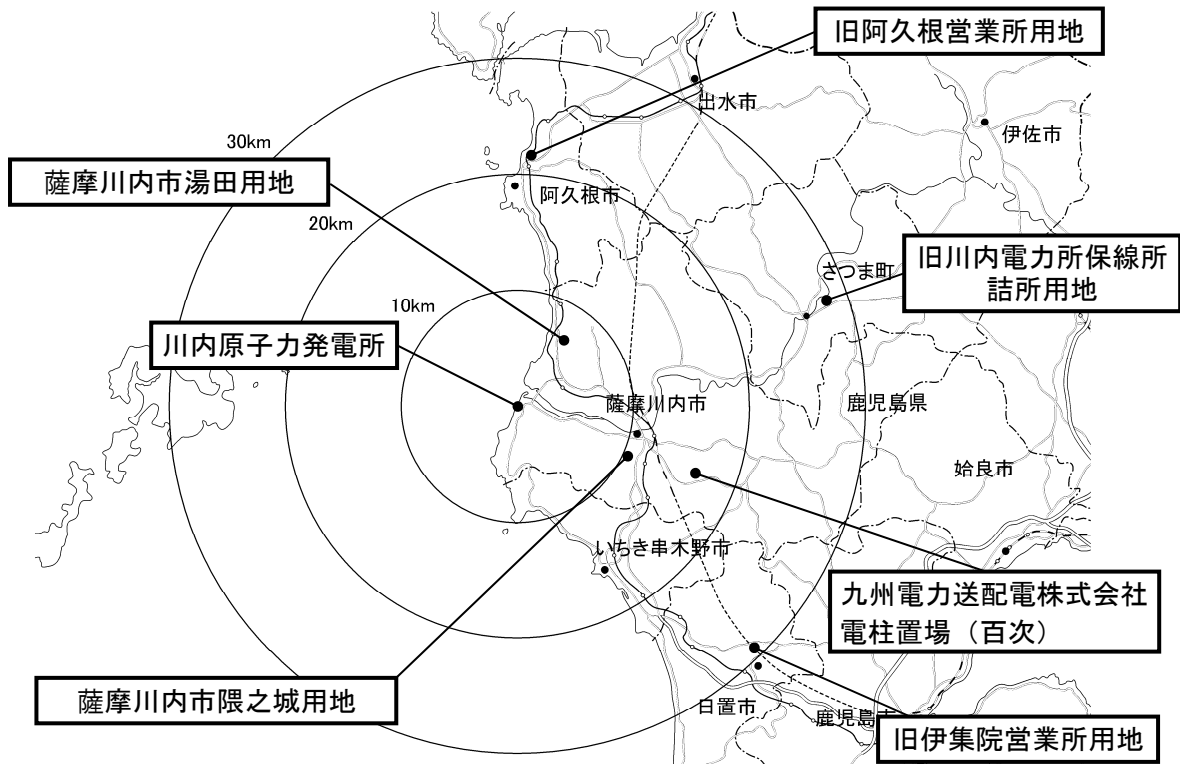 旧阿久根営業所用地
出水市
伊佐市
30km
薩摩川内市湯田用地
阿久根市
20km
旧川内電力所保線所
詰所用地
さつま町
10km
川内原子力発電所
薩摩川内市
鹿児島県
姶良市
いちき串木野市
九州電力送配電株式会社
電柱置場（百次）
薩摩川内市隈之城用地
日置市
鹿児島市
旧伊集院営業所用地